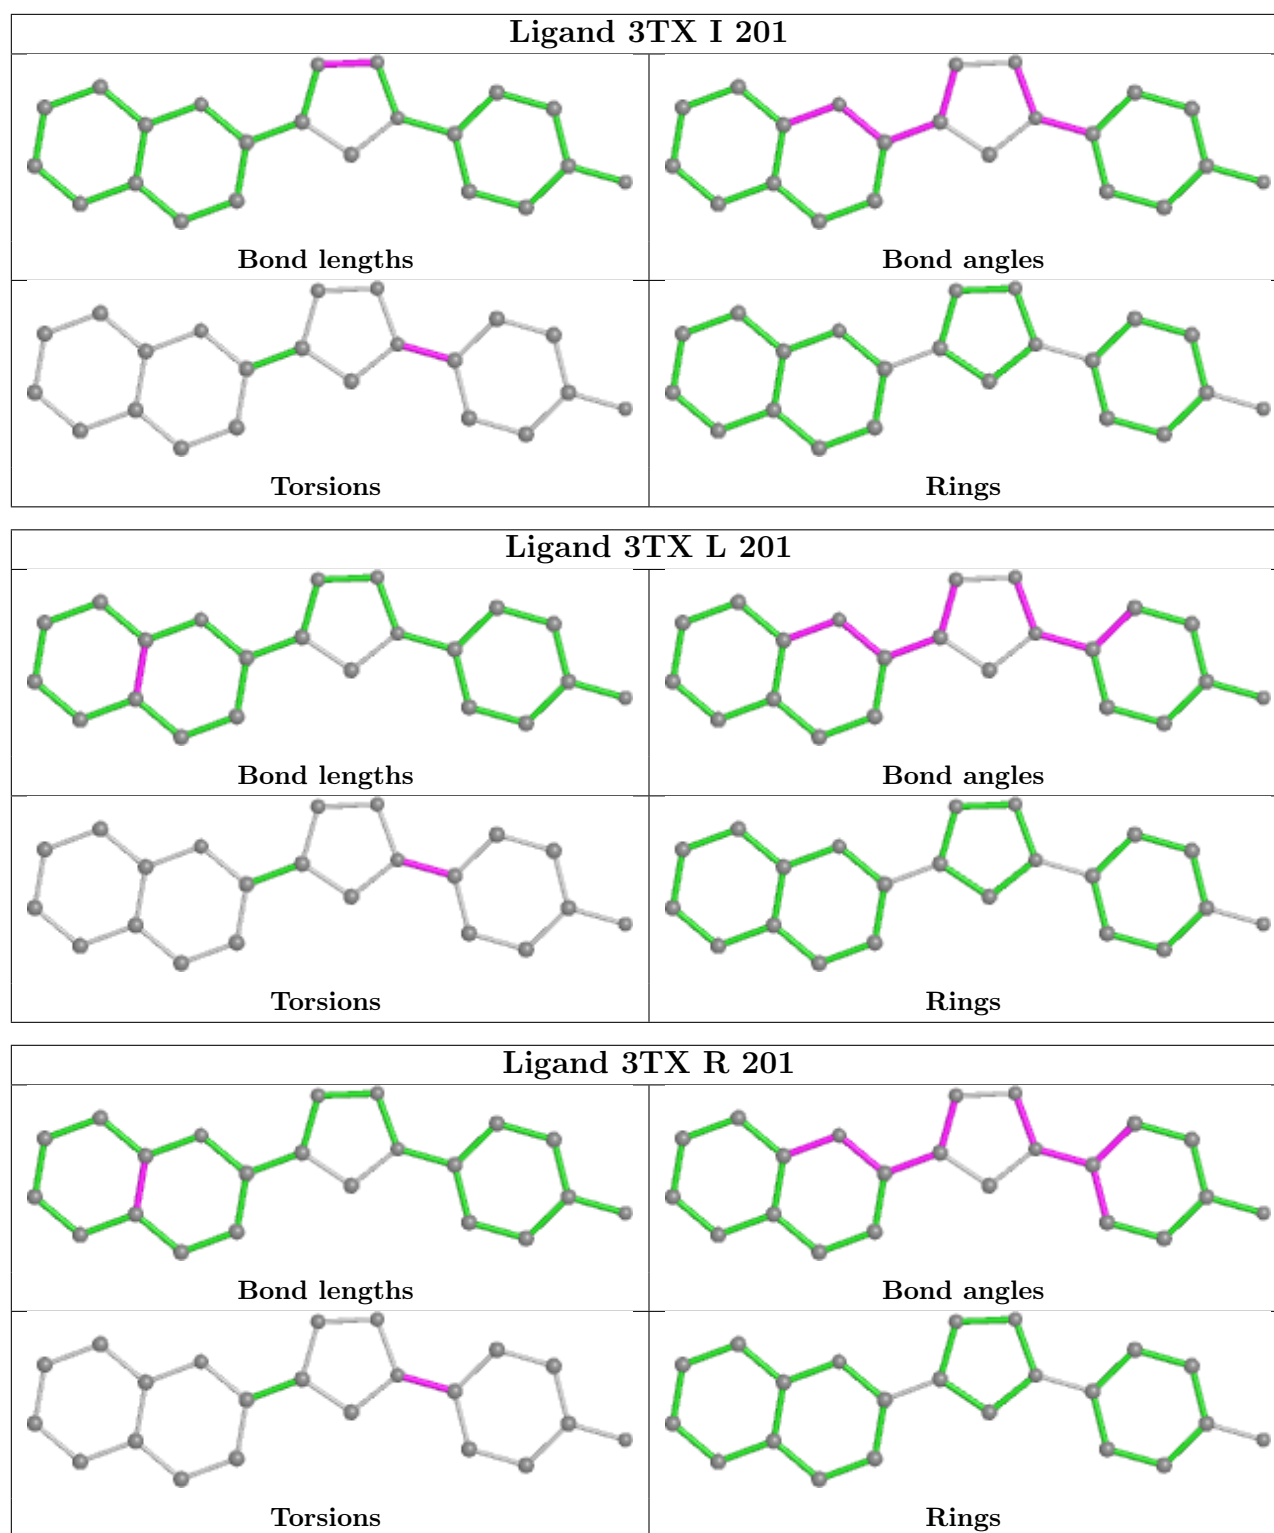 Ligand 3TX I 201
Bond lengths
Bond angles
Torsions
Rings
Ligand 3TX L 201
Bond lengths
Bond angles
Torsions
Rings
Ligand 3TX R 201
Bond lengths
Bond angles
Torsions
Rings